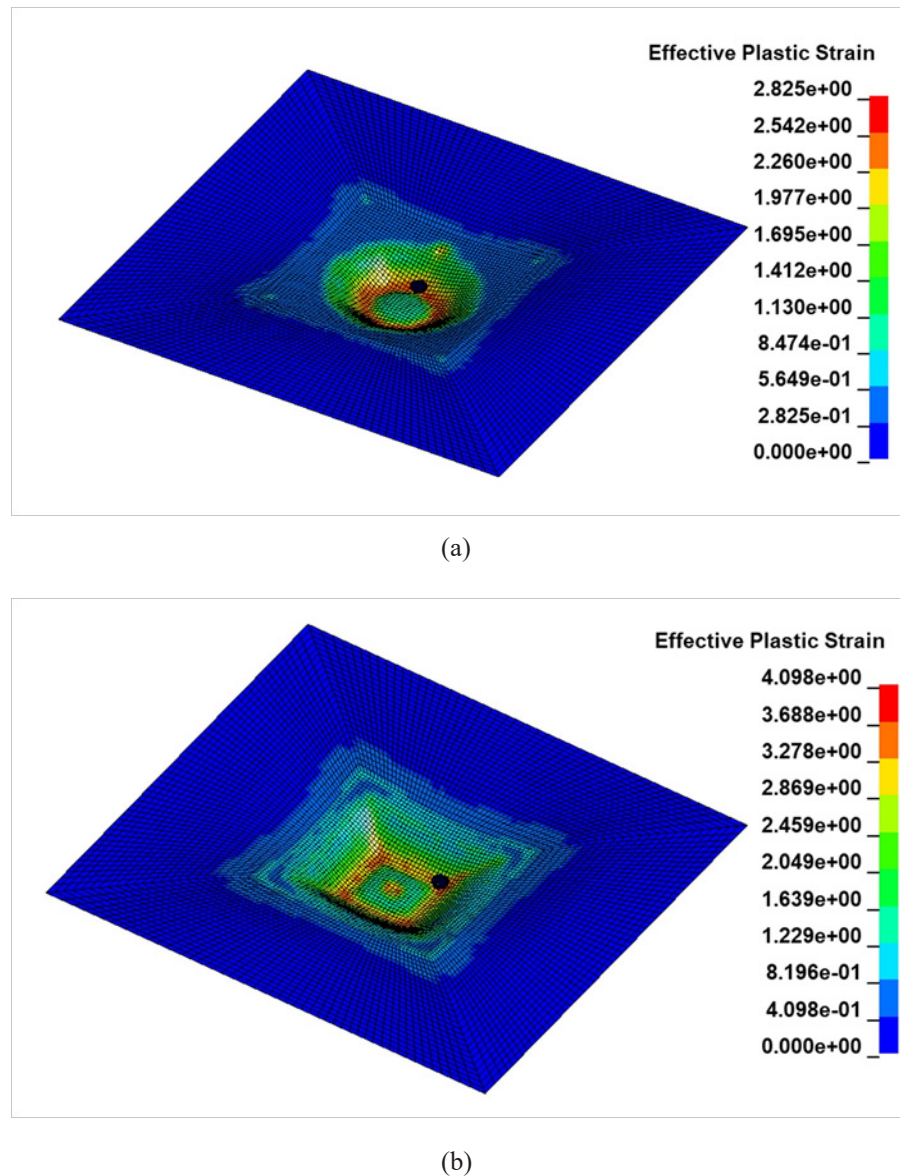 Effective Plastic Strain
2.825e+00
2.542e+00
2.260e+00
1.977e+00
1.695e+00
1.412e+00
1.130e+00
8.474e-01
5.649e-01
2.825e-01
0.000e+00
(a)
Effective Plastic Strain
4.098e+00
3.688e+00
3.278e+00
2.869e+00
2.459e+00
2.049e+00
1.639e+00
1.229e+00
8.196e-01
4.098e-01
0.000e+00
(b)